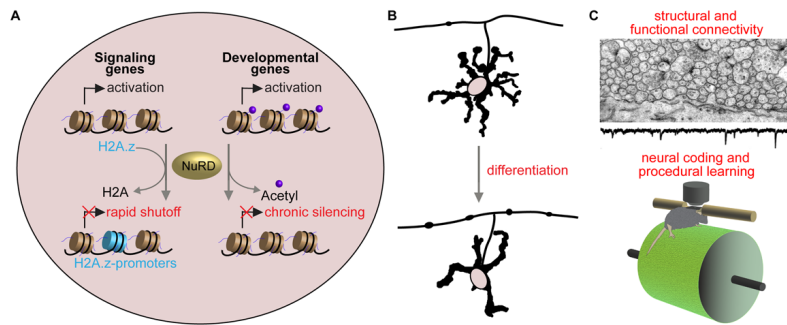 A
Signaling
genes
activation
H2A.z
H2A
rapid shutoff
H2A.z-promoters
NuRD
Developmental
genes
activation
Acetyl
chronic silencing
B
differentiation
C
structural and
functional connectivity
neural coding and
procedural learning